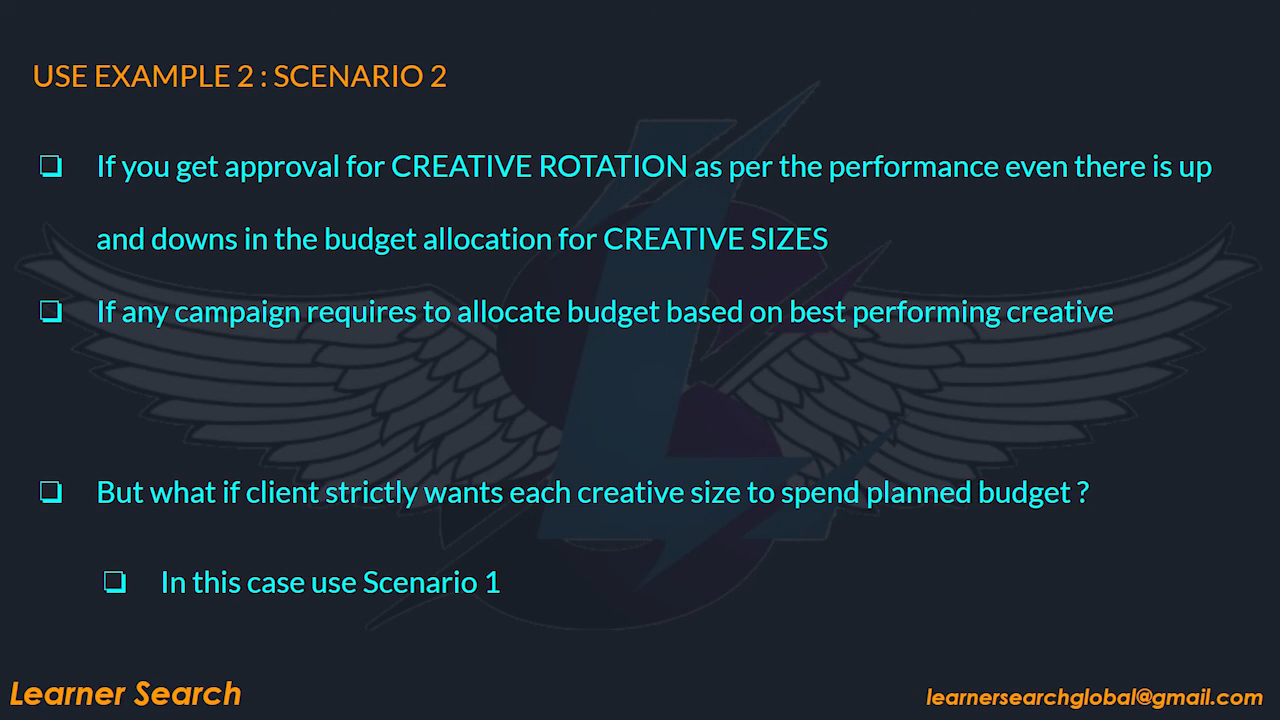 USE EXAMPLE 2 : SCENARIO 2
❏ If you get approval for CREATIVE ROTATION as per the performance even there is up
and downs in the budget allocation for CREATIVE SIZES
❏ If any campaign requires to allocate budget based on best performing creative
❏ But what if client strictly wants each creative size to spend planned budget ?
❏ In this case use Scenario 1
Learner Search
learnersearchglobal@gmail.com